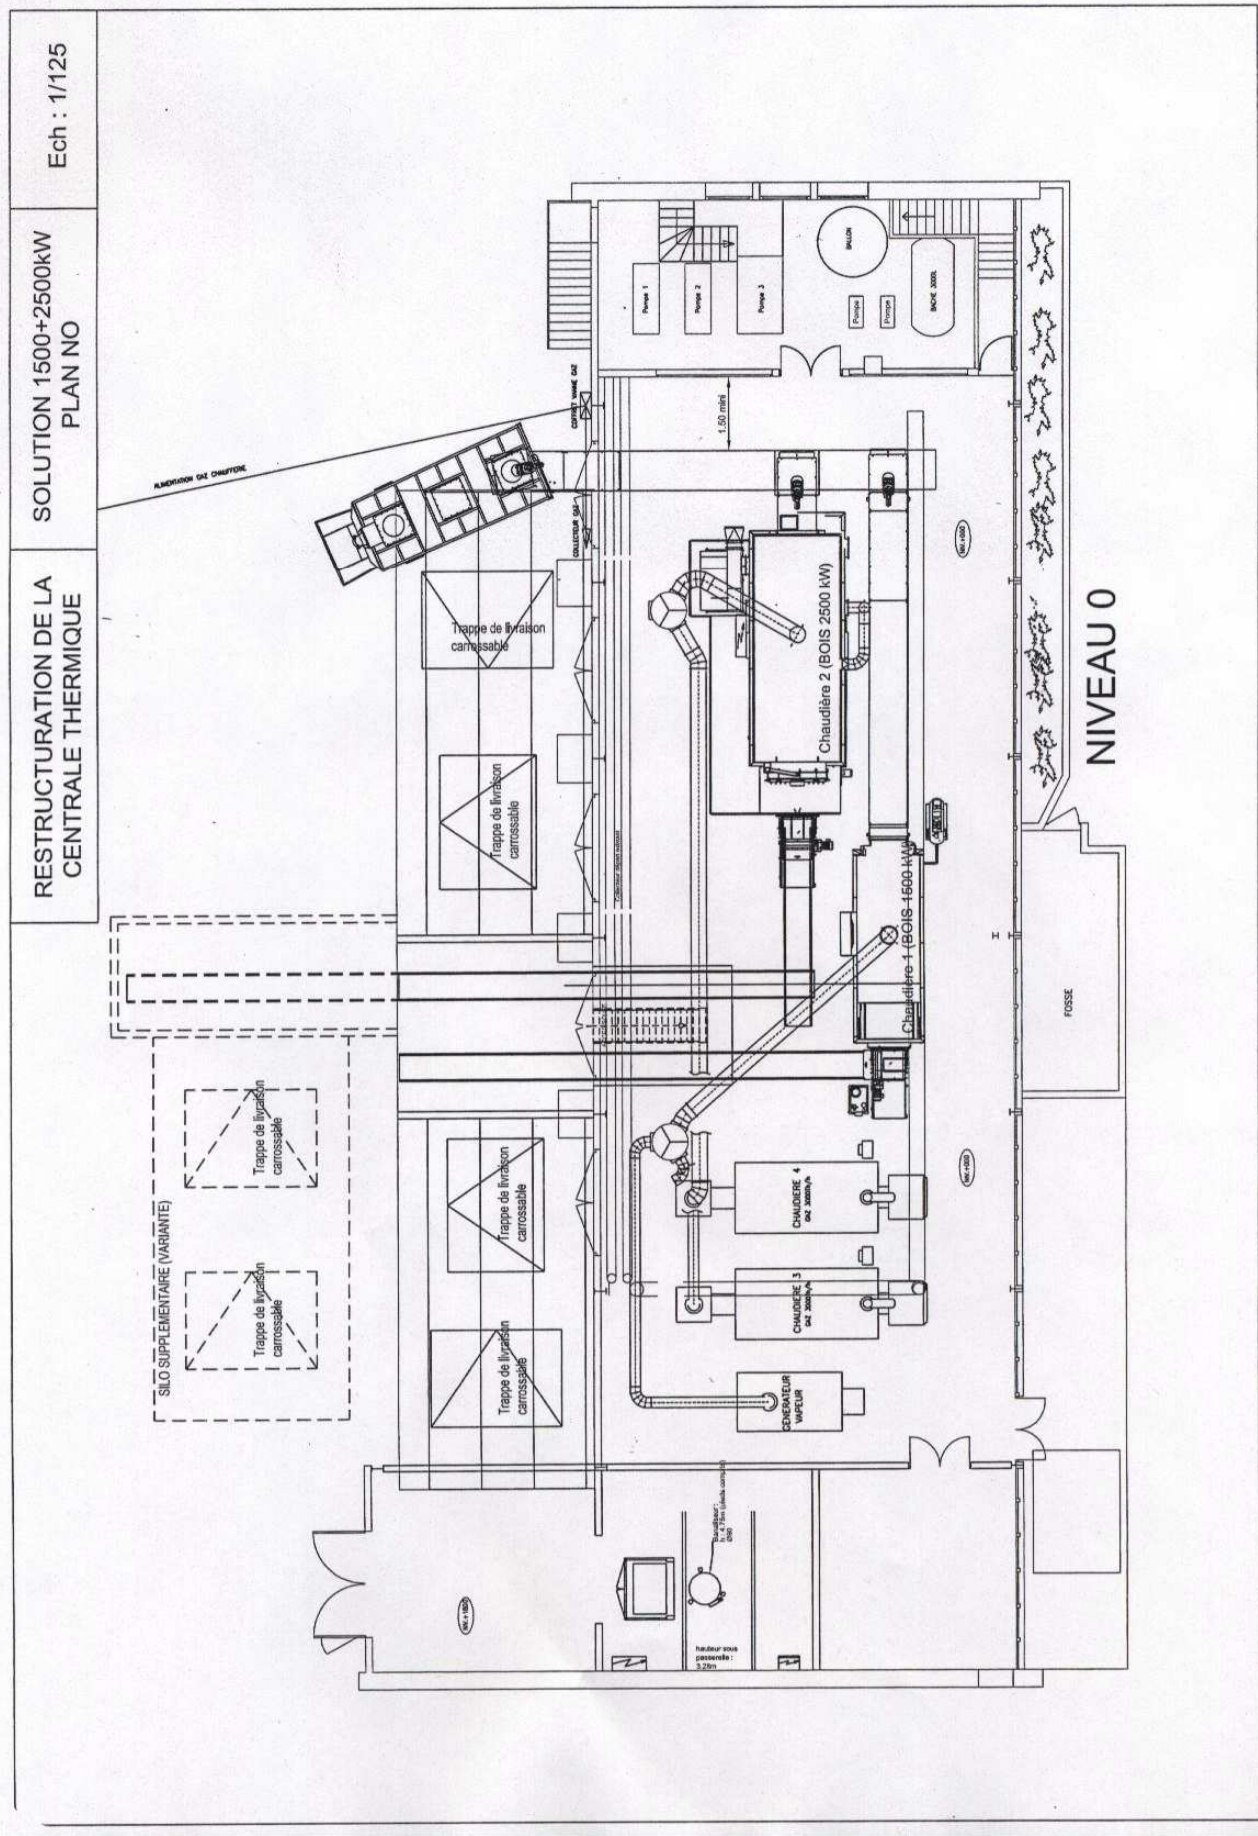 RESTRUCTURATION DE LA
CENTRALE THERMIQUE
SOLUTION 1500+2500kW
PLAN NO
Ech : 1/125
SILO SUPPLEMENTAIRE (VARIANTE)
Trappe de livraison
carrossable
Trappe de livraison
carrossable
ALIMENTATION GAZ CHAUFFERIE
Trappe de livraison
carrossable
Trappe de livraison
carrossable
Trappe de livraison
carrossable
Trappe de livraison
carrossable
COLLECTEUR GAZ
COFFRET VANNE GAZ
Pompe 1
Pompe 2
Pompe 3
1.50 mini
BALLON
Pompe
Pompe
BACHE 3000L
Chaudière 2 (BOIS 2500 kW)
Chaudière 1 (BOIS 1500 kW)
CHAUDIERE 4
CHAUDIERE 3
GENERATEUR
VAPEUR
hauteur sous
passerelle :
3.28m
FOSSE
NIVEAU 0